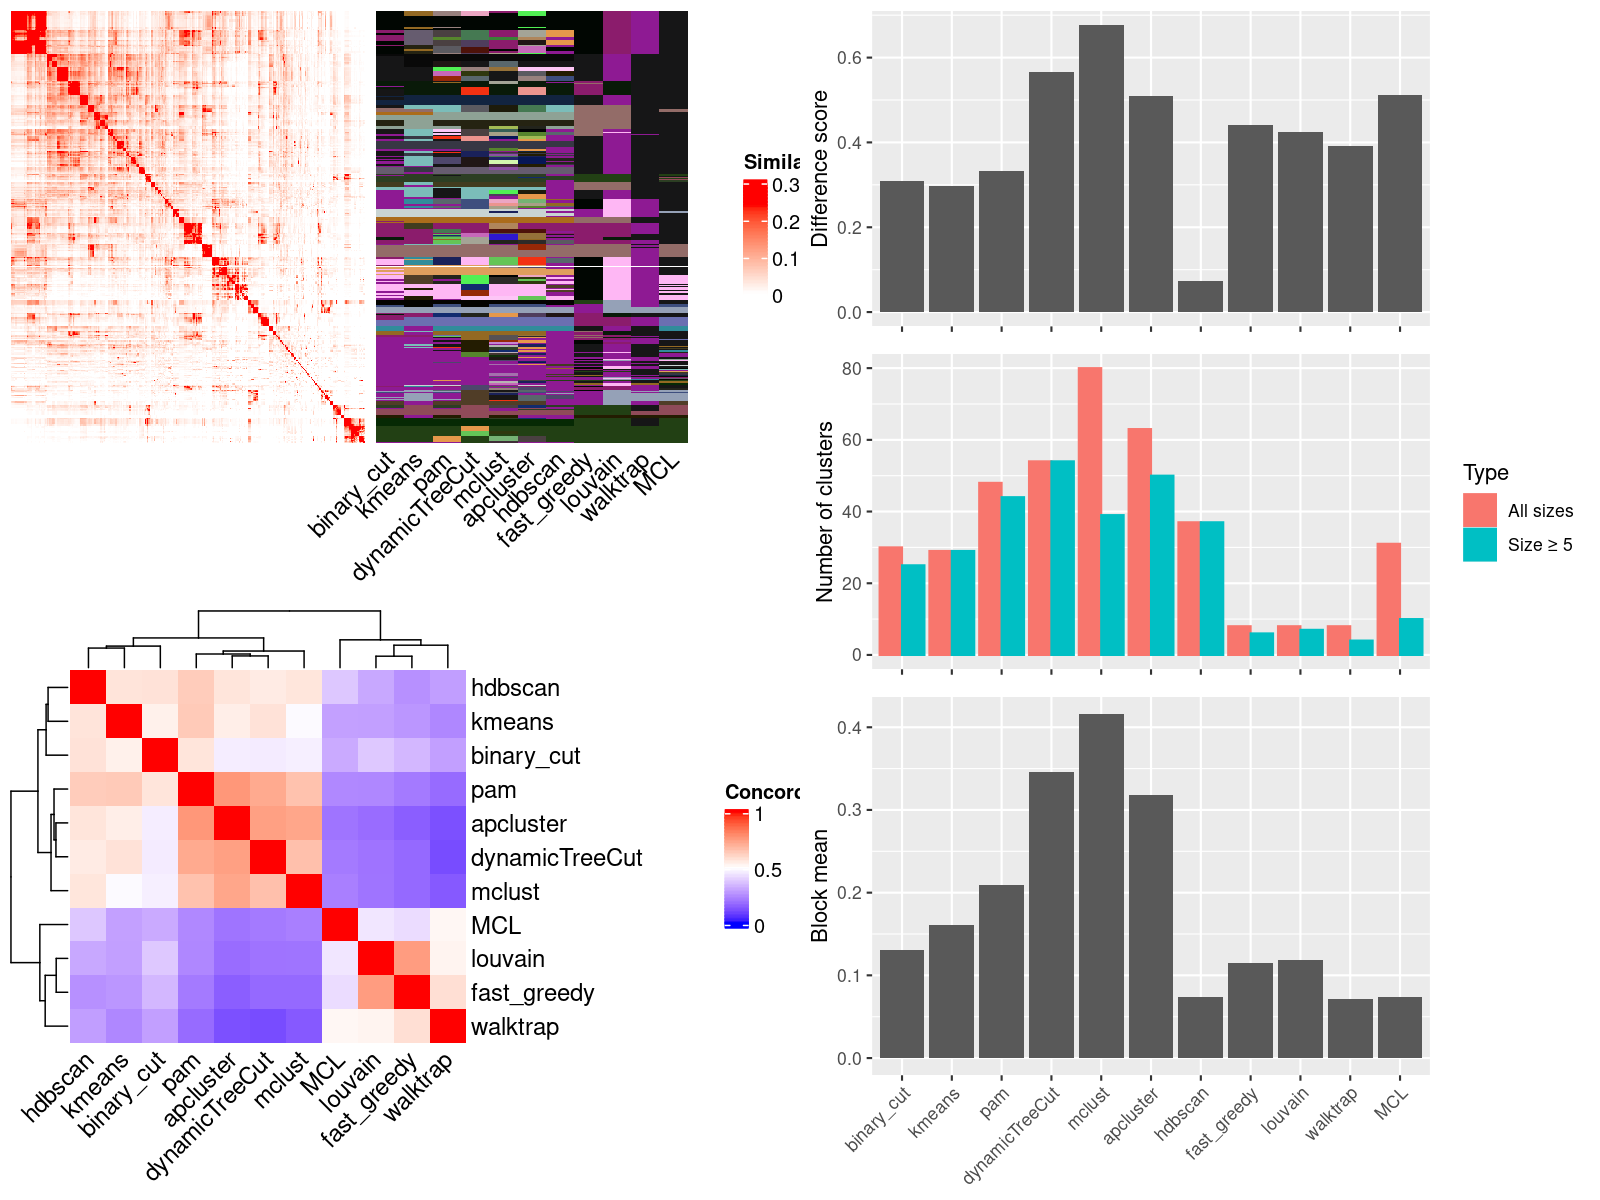 Simila
0.3
0.2
0.1
0
binary_cut
kmeans
pam
dynamicTreeCut
mclust
apcluster
hdbscan
fast_greedy
louvain
walktrap
MCL
hdbscan
kmeans
binary_cut
pam
apcluster
dynamicTreeCut
mclust
MCL
louvain
fast_greedy
walktrap
hdbscan
kmeans
binary_cut
pam
apcluster
dynamicTreeCut
mclust
MCL
louvain
fast_greedy
walktrap
Concord
1
0.5
0
Difference score
0.6
0.4
0.2
0.0
Number of clusters
80
60
40
20
0
Type
All sizes
Size ≥ 5
Block mean
0.4
0.3
0.2
0.1
0.0
binary_cut
kmeans
pam
dynamicTreeCut
mclust
apcluster
hdbscan
fast_greedy
louvain
walktrap
MCL